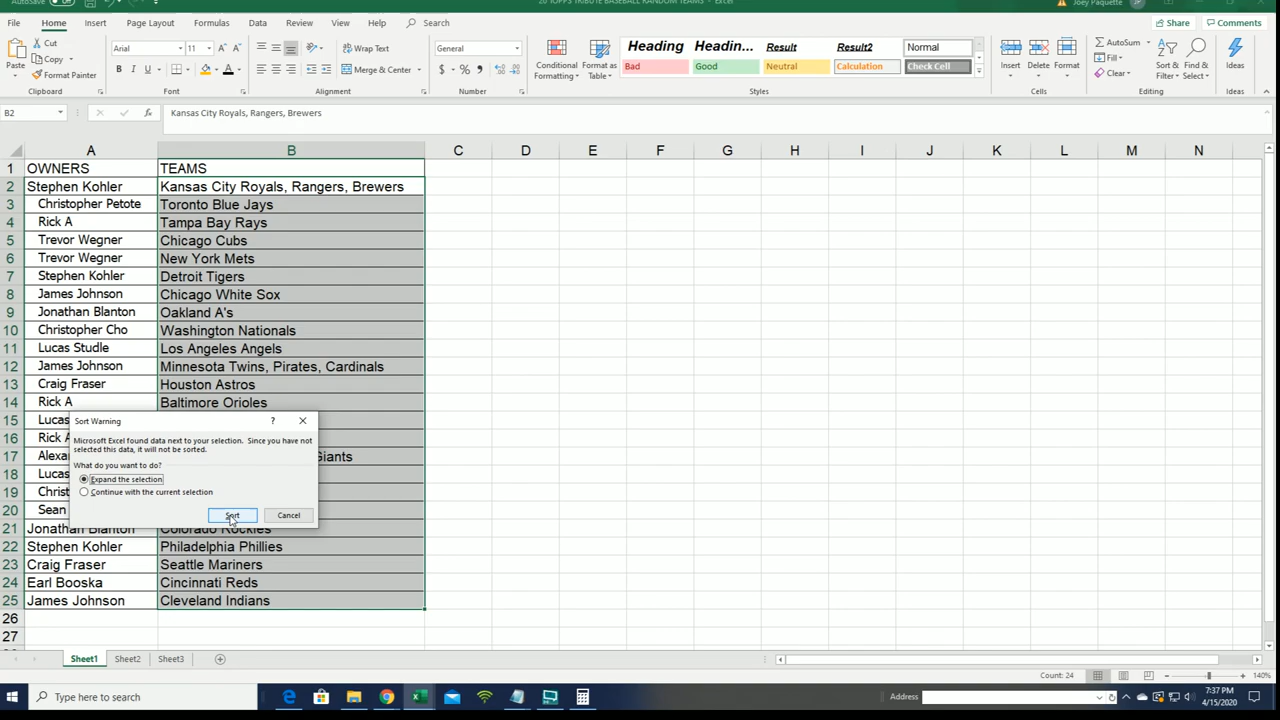 AutoSave Off 20 TOPPS TRIBUTE BASEBALL RANDOM TEAMS - Excel Joey Paquette JP
File Home Insert Page Layout Formulas Data Review View Help Search Share Comments
Paste Cut Copy Format Painter Clipboard
Arial 11 Font
Wrap Text Merge & Center Alignment
General Number
Conditional Formatting Format as Table
Heading Headin... Result Result2 Normal
Bad Good Neutral Calculation Check Cell
Styles
Insert Delete Format Cells
AutoSum Fill Clear Sort & Filter Find & Select Editing
Ideas Ideas
B2 fx Kansas City Royals, Rangers, Brewers
A B C D E F G H I J K L M N
1 OWNERS TEAMS
2 Stephen Kohler Kansas City Royals, Rangers, Brewers
3 Christopher Petote Toronto Blue Jays
4 Rick A Tampa Bay Rays
5 Trevor Wegner Chicago Cubs
6 Trevor Wegner New York Mets
7 Stephen Kohler Detroit Tigers
8 James Johnson Chicago White Sox
9 Jonathan Blanton Oakland A's
10 Christopher Cho Washington Nationals
11 Lucas Studle Los Angeles Angels
12 James Johnson Minnesota Twins, Pirates, Cardinals
13 Craig Fraser Houston Astros
14 Rick A Baltimore Orioles
15 Lucas
16 Rick A
17 Alexa Giants
18 Lucas
19 Christ
20 Sean
21 Jonathan Blanton Colorado Rockies
22 Stephen Kohler Philadelphia Phillies
23 Craig Fraser Seattle Mariners
24 Earl Booska Cincinnati Reds
25 James Johnson Cleveland Indians
26
27
Sort Warning ?
Microsoft Excel found data next to your selection. Since you have not
selected this data, it will not be sorted.
What do you want to do?
Expand the selection
Continue with the current selection
Sort Cancel
Sheet1 Sheet2 Sheet3
Count: 24 140%
Type here to search Address 7:37 PM
4/15/2020